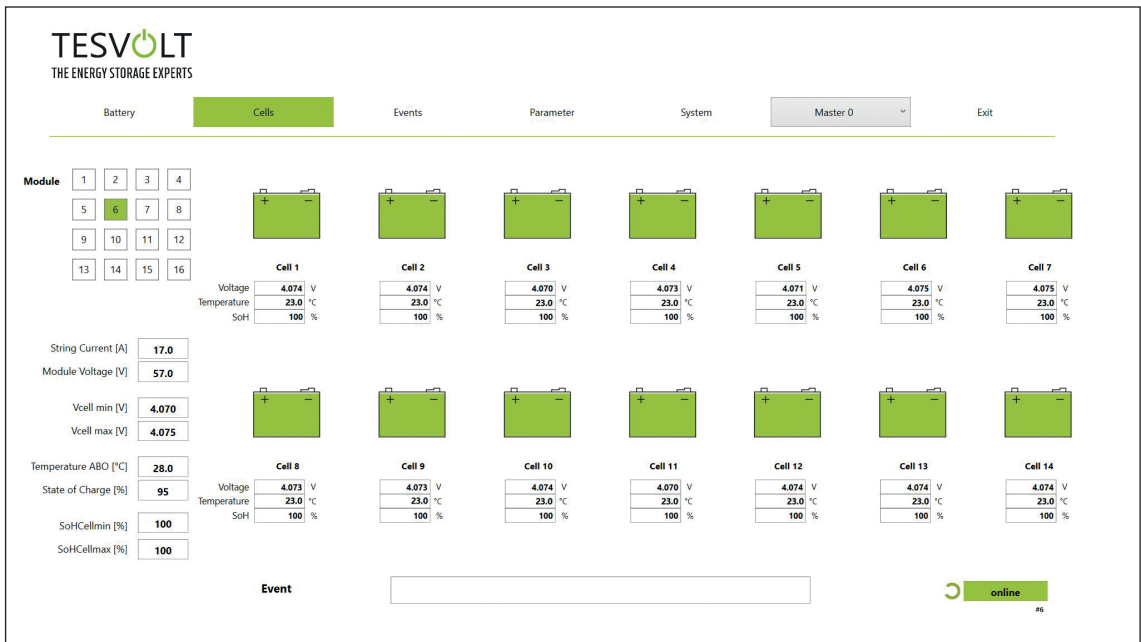 TESVOLT
THE ENERGY STORAGE EXPERTS
Battery Cells Events Parameter System Master 0 Exit
Module 1 2 3 4
5 6 7 8
9 10 11 12
13 14 15 16
+ − + − + − + − + − + − + −
Cell 1 Cell 2 Cell 3 Cell 4 Cell 5 Cell 6 Cell 7
Voltage 4.074 V 4.074 V 4.070 V 4.073 V 4.071 V 4.075 V 4.075 V
Temperature 23.0 °C 23.0 °C 23.0 °C 23.0 °C 23.0 °C 23.0 °C 23.0 °C
SoH 100 % 100 % 100 % 100 % 100 % 100 % 100 %
String Current [A] 17.0
Module Voltage [V] 57.0
Vcell min [V] 4.070
Vcell max [V] 4.075
Temperature ABO [°C] 28.0
State of Charge [%] 95
SoHCellmin [%] 100
SoHCellmax [%] 100
+ − + − + − + − + − + − + −
Cell 8 Cell 9 Cell 10 Cell 11 Cell 12 Cell 13 Cell 14
Voltage 4.073 V 4.073 V 4.074 V 4.070 V 4.074 V 4.074 V 4.074 V
Temperature 23.0 °C 23.0 °C 23.0 °C 23.0 °C 23.0 °C 23.0 °C 23.0 °C
SoH 100 % 100 % 100 % 100 % 100 % 100 % 100 %
Event
online
#6